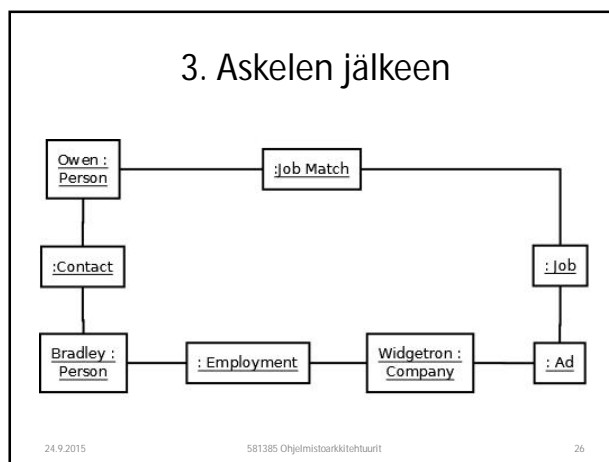 3. Askelen jälkeen
Owen :
Person
:Job Match
:Contact
: Job
Bradley :
Person
: Employment
Widgetron :
Company
: Ad
24.9.2015
581385 Ohjelmistoarkkitehtuurit
26